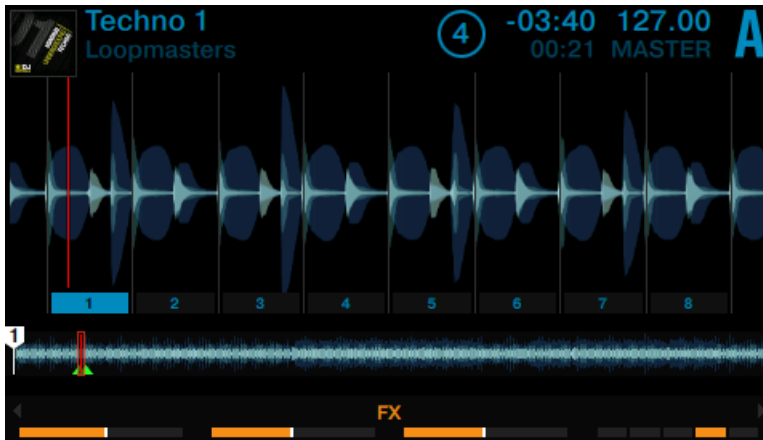 Techno 1
Loopmasters
4
-03:40 127.00
00:21 MASTER
A
1 2 3 4 5 6 7 8
1
FX